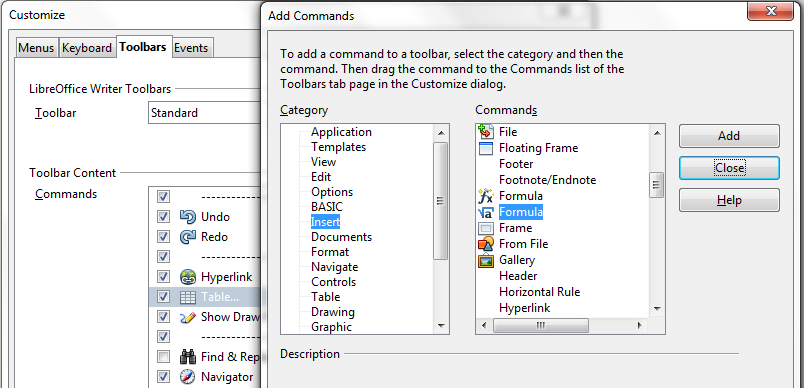 Customize
Menus Keyboard Toolbars Events
LibreOffice Writer Toolbars
Toolbar Standard
Toolbar Content
Commands
Undo
Redo
Hyperlink
Table...
Show Draw
Find & Rep
Navigator
Add Commands
To add a command to a toolbar, select the category and then the
command. Then drag the command to the Commands list of the
Toolbars tab page in the Customize dialog.
Category
Application
Templates
View
Edit
Options
BASIC
Insert
Documents
Format
Navigate
Controls
Table
Drawing
Graphic
Commands
File
Floating Frame
Footer
Footnote/Endnote
Formula
Formula
Frame
From File
Gallery
Header
Horizontal Rule
Hyperlink
Add
Close
Help
Description